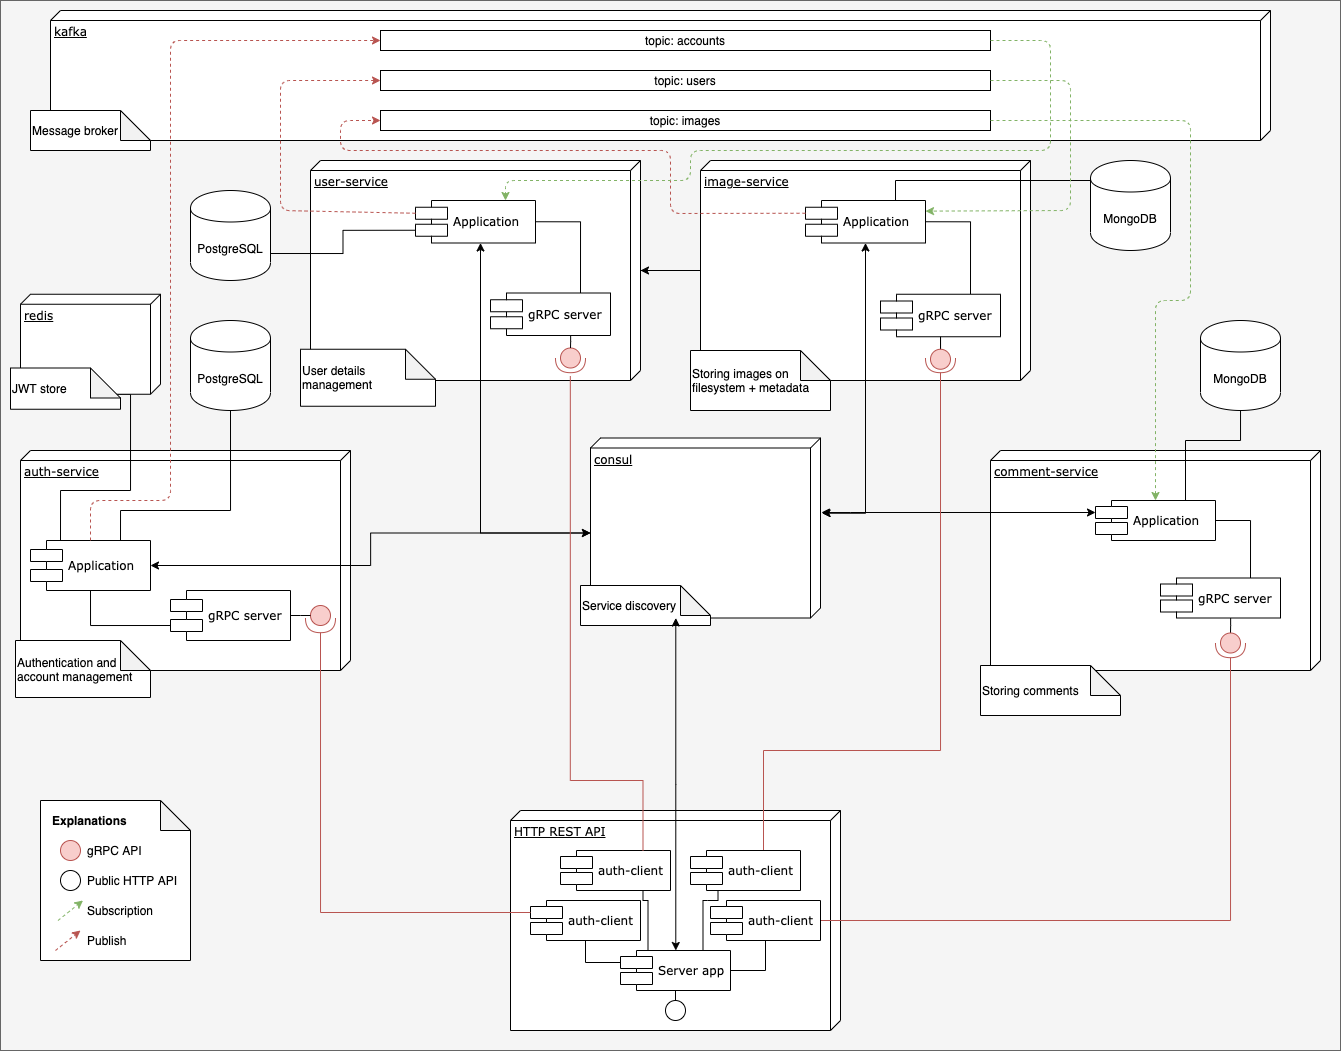 kafka
topic: accounts
topic: users
topic: images
Message broker
user-service
Application
PostgreSQL
gRPC server
User details
management
image-service
Application
MongoDB
gRPC server
Storing images on
filesystem + metadata
redis
JWT store
PostgreSQL
MongoDB
auth-service
Application
gRPC server
Authentication and
account management
consul
Service discovery
comment-service
Application
gRPC server
Storing comments
Explanations
gRPC API
Public HTTP API
Subscription
Publish
HTTP REST API
auth-client
auth-client
auth-client
auth-client
Server app